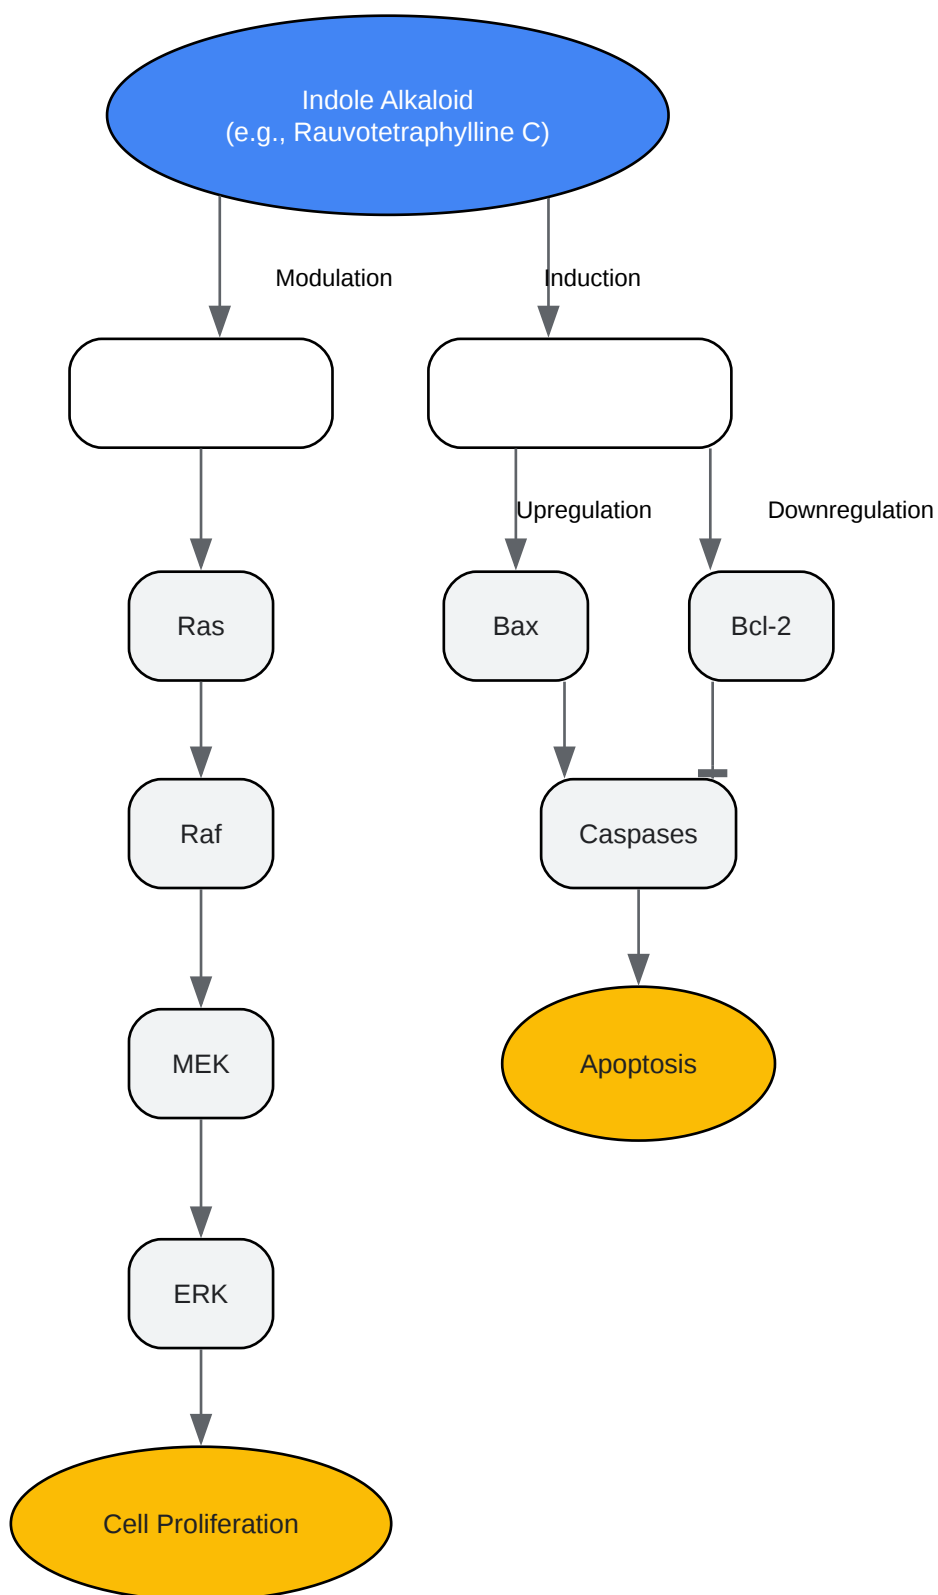 Indole Alkaloid
(e.g., Rauvotetraphylline C)
Modulation
Induction
Upregulation
Downregulation
Ras
Bax
Bcl-2
Raf
Caspases
MEK
Apoptosis
ERK
Cell Proliferation